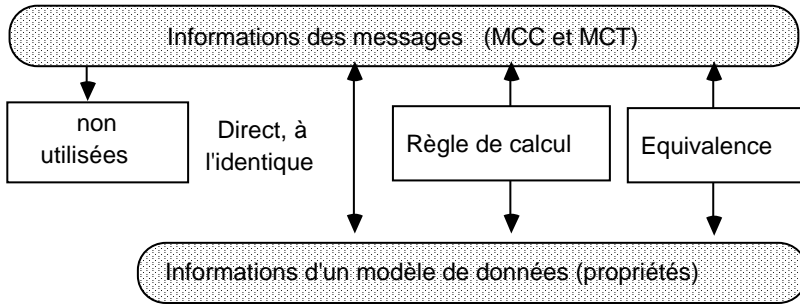 Informations des messages (MCC et MCT)
non
utilisées
Direct, à
l'identique
Règle de calcul
Equivalence
Informations d'un modèle de données (propriétés)